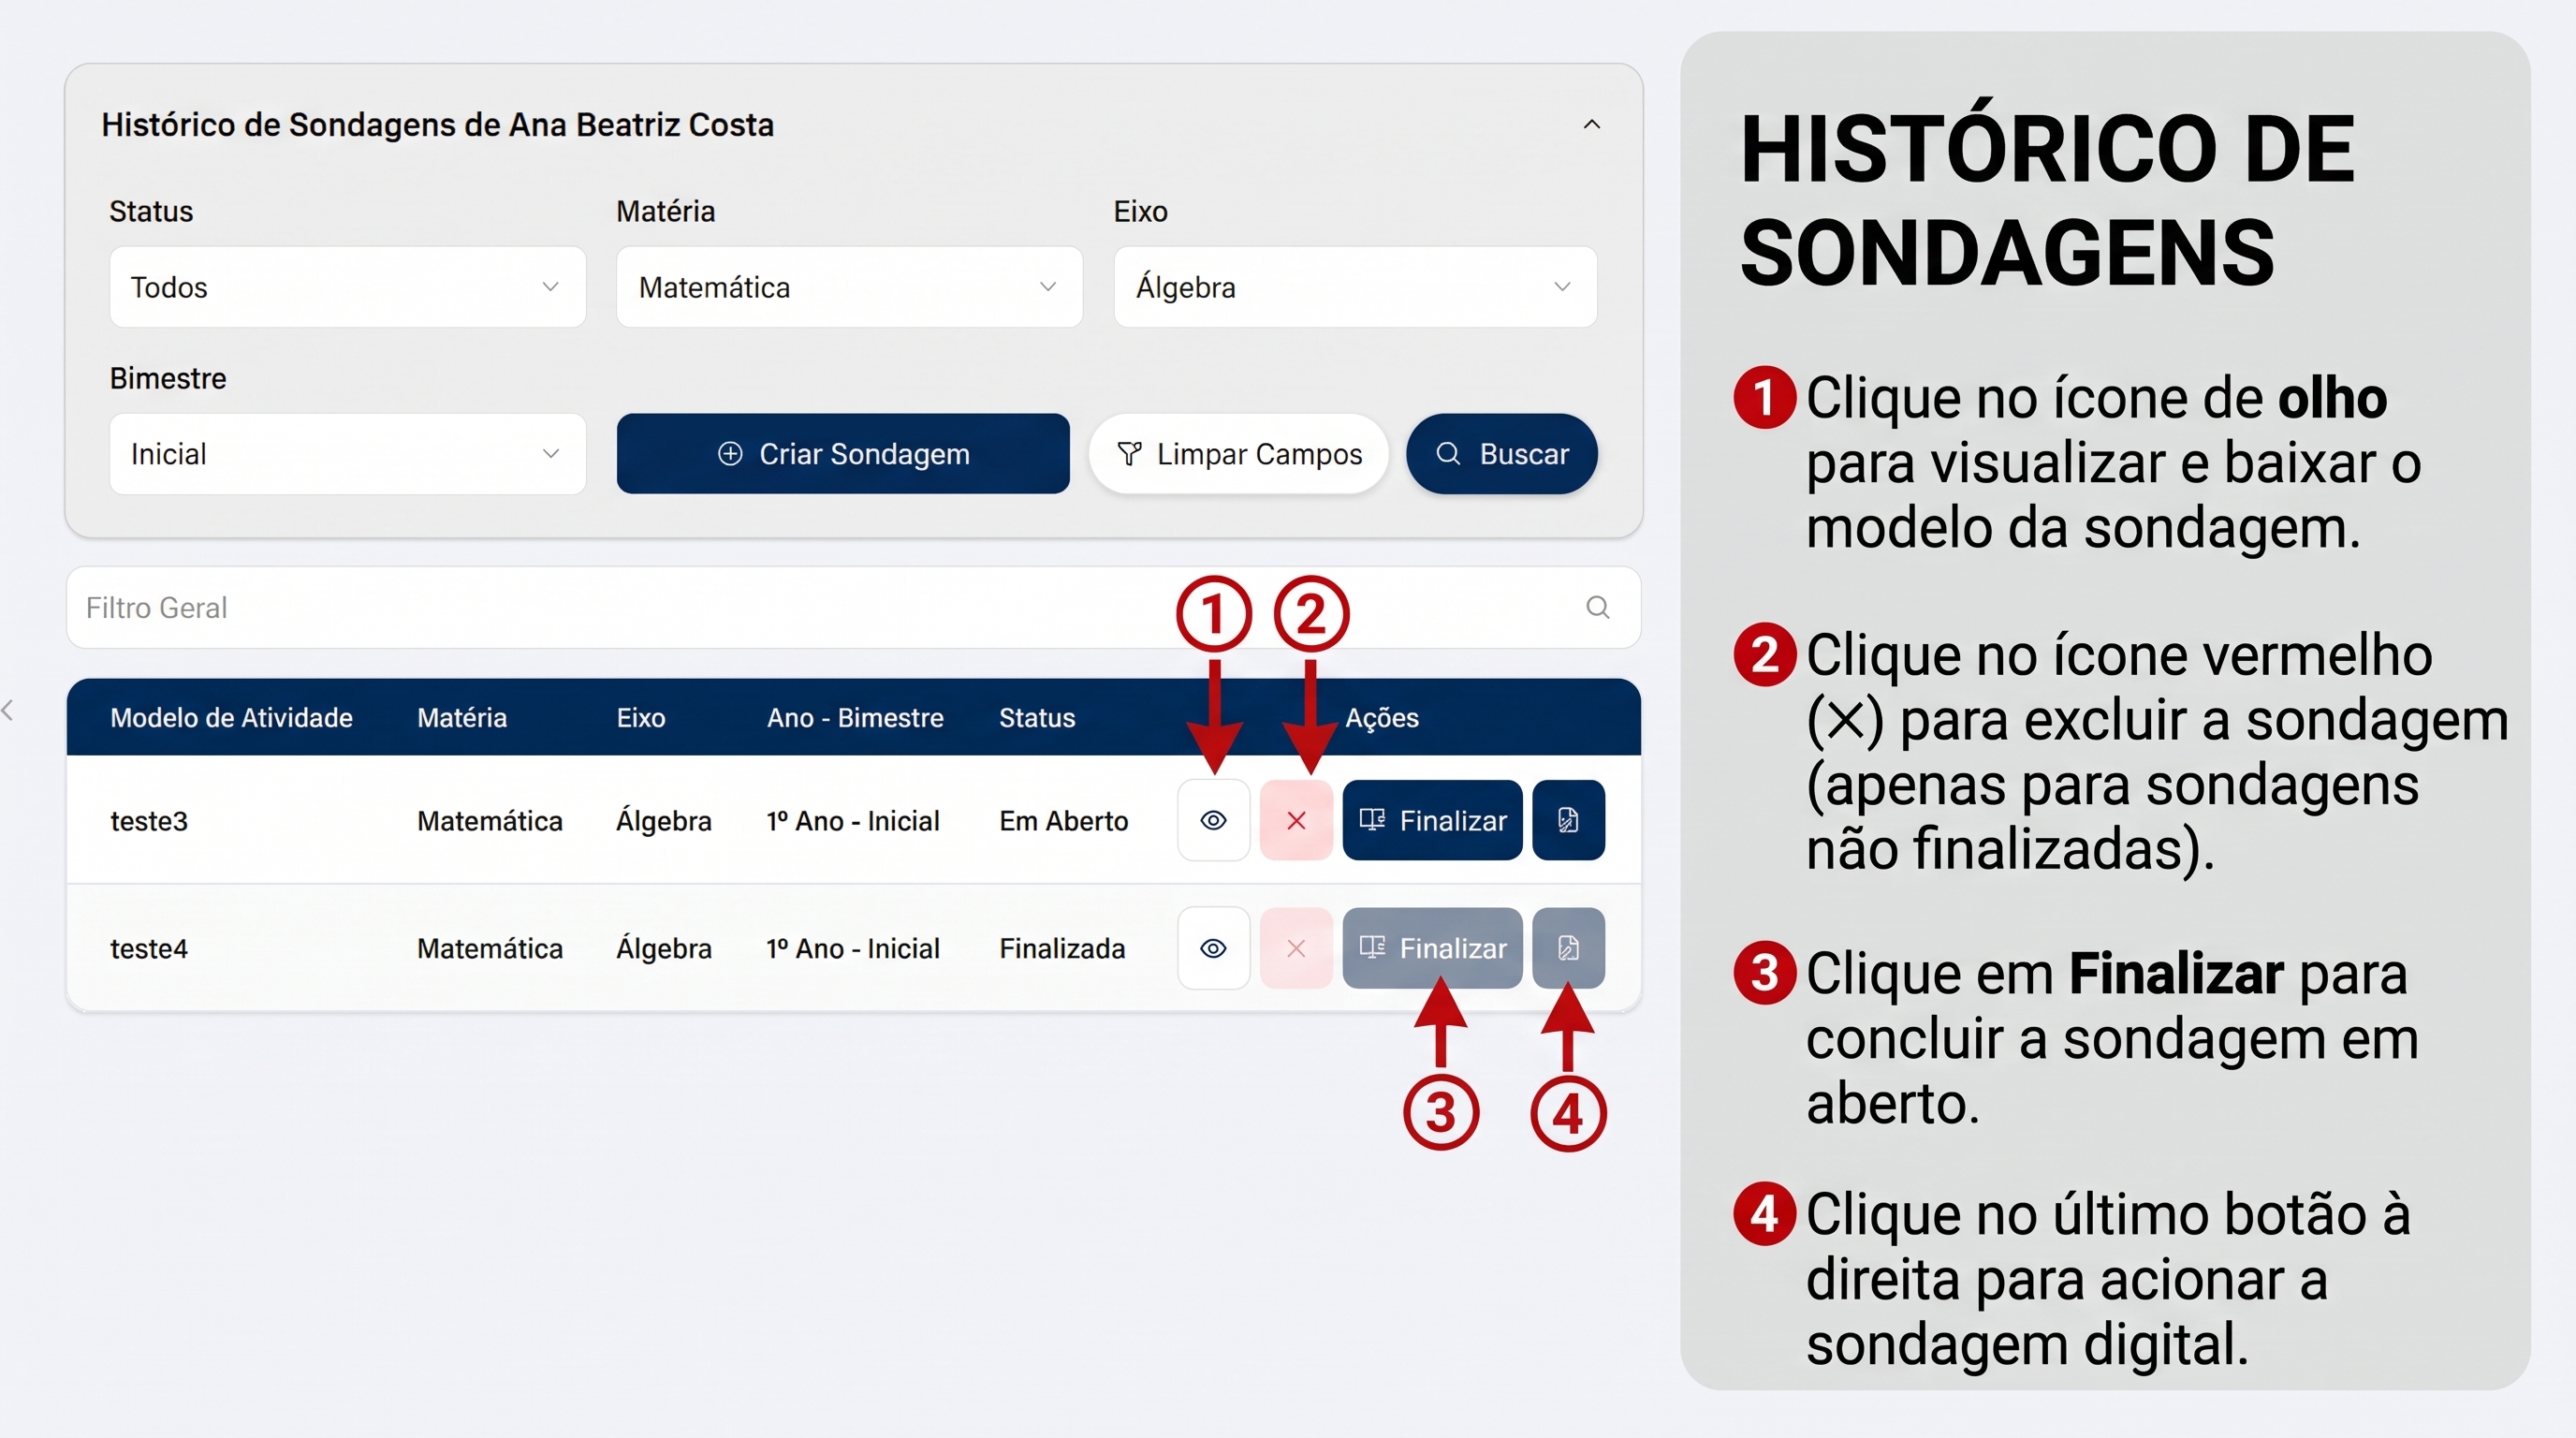 Histórico de Sondagens de Ana Beatriz Costa
Status
Matéria
Eixo
Todos
Matemática
Álgebra
Bimestre
Inicial
Criar Sondagem
Limpar Campos
Buscar
Filtro Geral
1
2
Modelo de Atividade
Matéria
Eixo
Ano - Bimestre
Status
Ações
teste3
Matemática
Álgebra
1º Ano - Inicial
Em Aberto
Finalizar
teste4
Matemática
Álgebra
1º Ano - Inicial
Finalizada
Finalizar
3
4
HISTÓRICO DE
SONDAGENS
1 Clique no ícone de olho
para visualizar e baixar o
modelo da sondagem.
2 Clique no ícone vermelho
(×) para excluir a sondagem
(apenas para sondagens
não finalizadas).
3 Clique em Finalizar para
concluir a sondagem em
aberto.
4 Clique no último botão à
direita para acionar a
sondagem digital.